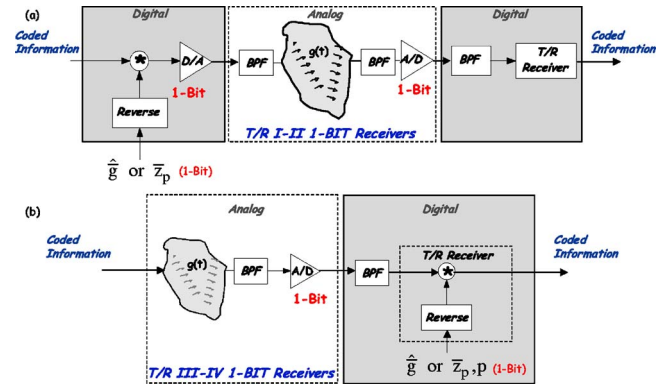 (a)
Digital
Analog
Digital
Coded
Information
*
D/A
1-Bit
BPF
g(t)
BPF
A/D
1-Bit
BPF
T/R
Receiver
Coded
Information
Reverse
T/R I-II 1-BIT Receivers
ĝ or z̅ₚ (1-Bit)
(b)
Analog
Digital
Coded
Information
g(t)
BPF
A/D
1-Bit
BPF
T/R Receiver
*
Reverse
Coded
Information
T/R III-IV 1-BIT Receivers
ĝ or z̅ₚ,p (1-Bit)